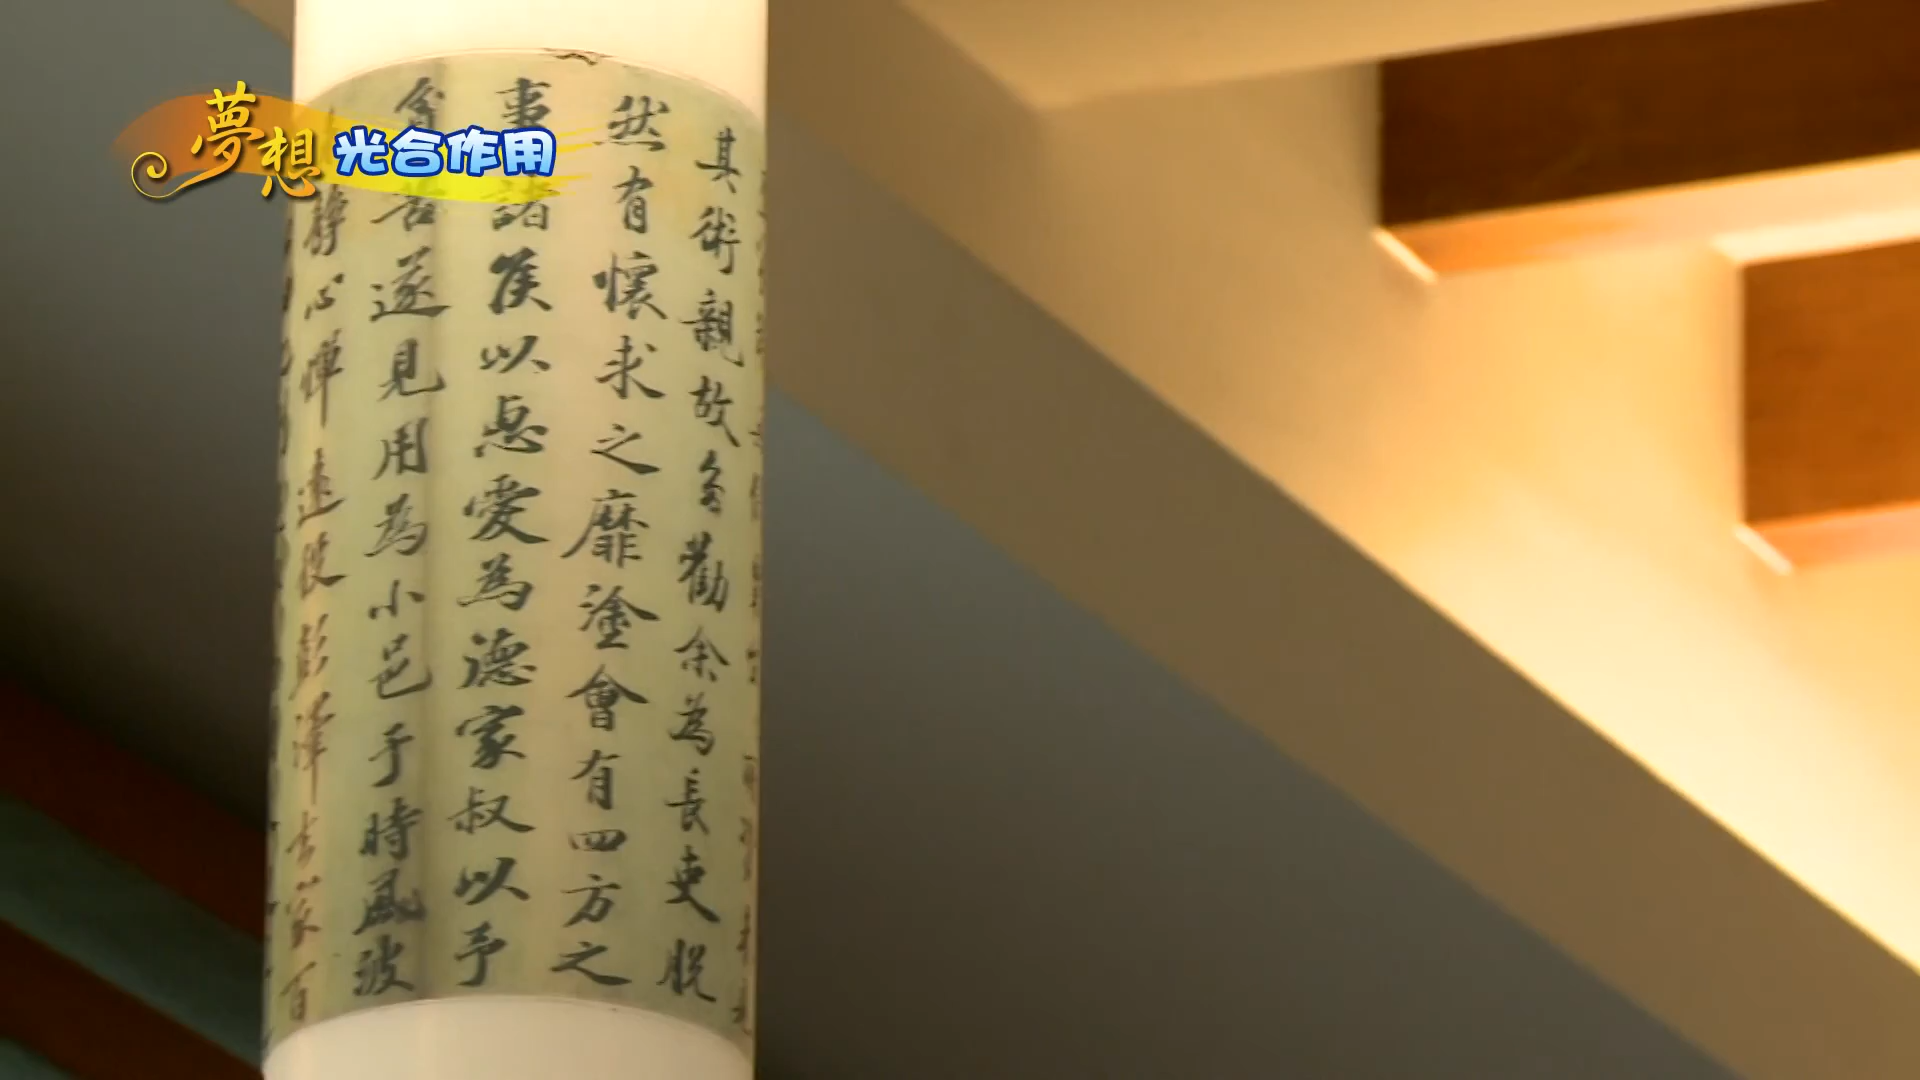 夢想光合作用
其術親故多勸余為長吏脫
然有懷求之靡塗會有四方之
事諸侯以惠愛為德家叔以予
貧苦遂見用為小邑于時風波
靜心憚遠役彭澤去家百